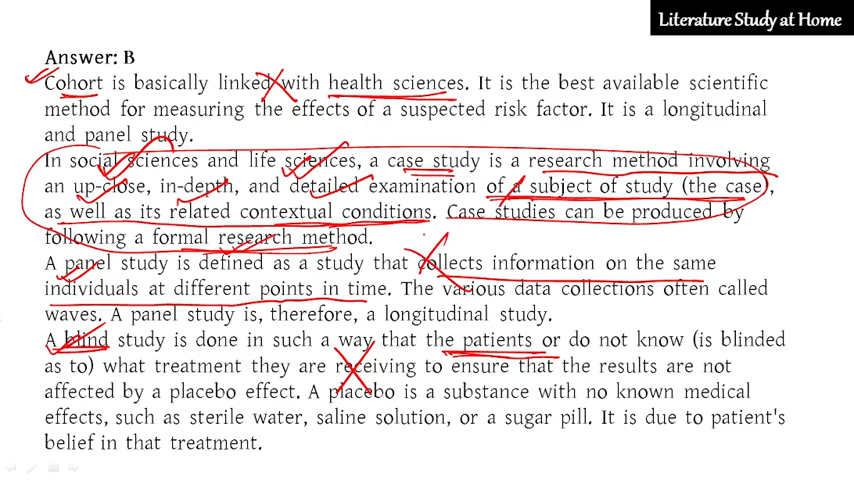 Literature Study at Home
Answer: B
Cohort is basically linked with health sciences. It is the best available scientific
method for measuring the effects of a suspected risk factor. It is a longitudinal
and panel study.
In social sciences and life sciences, a case study is a research method involving
an up-close, in-depth, and detailed examination of a subject of study (the case),
as well as its related contextual conditions. Case studies can be produced by
following a formal research method.
A panel study is defined as a study that collects information on the same
individuals at different points in time. The various data collections often called
waves. A panel study is, therefore, a longitudinal study.
A blind study is done in such a way that the patients or do not know (is blinded
as to) what treatment they are receiving to ensure that the results are not
affected by a placebo effect. A placebo is a substance with no known medical
effects, such as sterile water, saline solution, or a sugar pill. It is due to patient's
belief in that treatment.